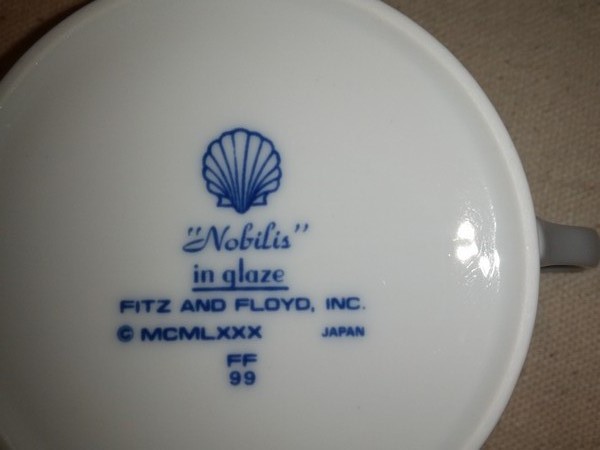 "Nobilis"
in glaze
FITZ AND FLOYD, INC.
© MCMLXXX JAPAN
FF
99